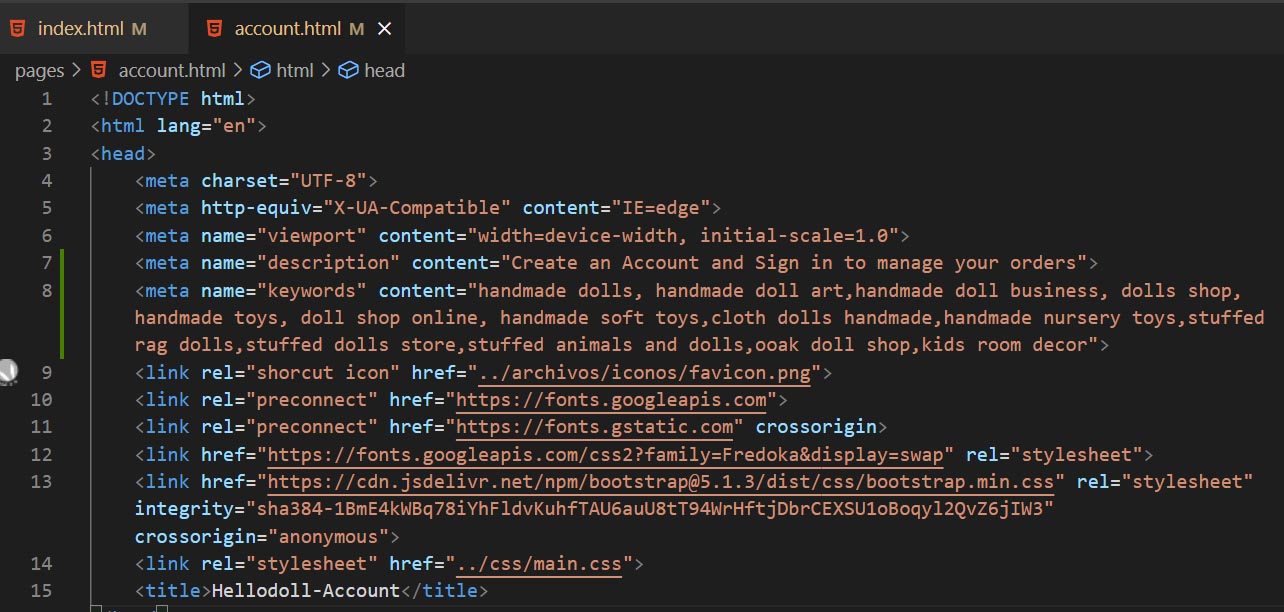 index.html M account.html M
pages > account.html > html > head
1 <!DOCTYPE html>
2 <html lang="en">
3 <head>
4 <meta charset="UTF-8">
5 <meta http-equiv="X-UA-Compatible" content="IE=edge">
6 <meta name="viewport" content="width=device-width, initial-scale=1.0">
7 <meta name="description" content="Create an Account and Sign in to manage your orders">
8 <meta name="keywords" content="handmade dolls, handmade doll art,handmade doll business, dolls shop,
handmade toys, doll shop online, handmade soft toys,cloth dolls handmade,handmade nursery toys,stuffed
rag dolls,stuffed dolls store,stuffed animals and dolls,ooak doll shop,kids room decor">
9 <link rel="shorcut icon" href="../archivos/iconos/favicon.png">
10 <link rel="preconnect" href="https://fonts.googleapis.com">
11 <link rel="preconnect" href="https://fonts.gstatic.com" crossorigin>
12 <link href="https://fonts.googleapis.com/css2?family=Fredoka&display=swap" rel="stylesheet">
13 <link href="https://cdn.jsdelivr.net/npm/bootstrap@5.1.3/dist/css/bootstrap.min.css" rel="stylesheet"
integrity="sha384-1BmE4kWBq78iYhFldvKuhfTAU6auU8tT94WrHftjDbrCEXSU1oBoqyl2QvZ6jIW3"
crossorigin="anonymous">
14 <link rel="stylesheet" href="../css/main.css">
15 <title>Hellodoll-Account</title>